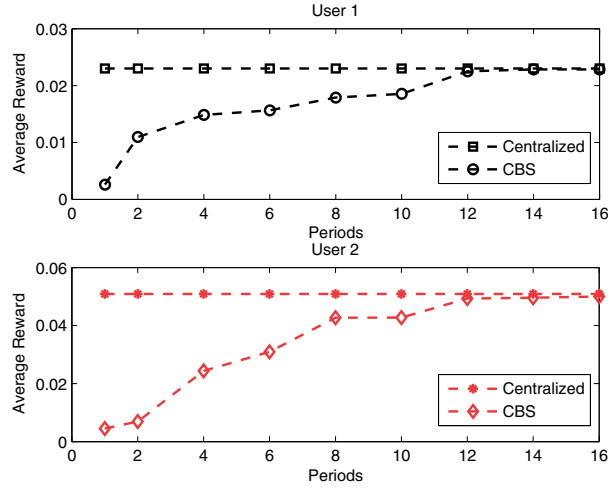 User 1
0.03
0.02
0.01
0
Average Reward
Centralized
CBS
0 2 4 6 8 10 12 14 16
Periods
User 2
0.06
0.04
0.02
0
Average Reward
Centralized
CBS
0 2 4 6 8 10 12 14 16
Periods